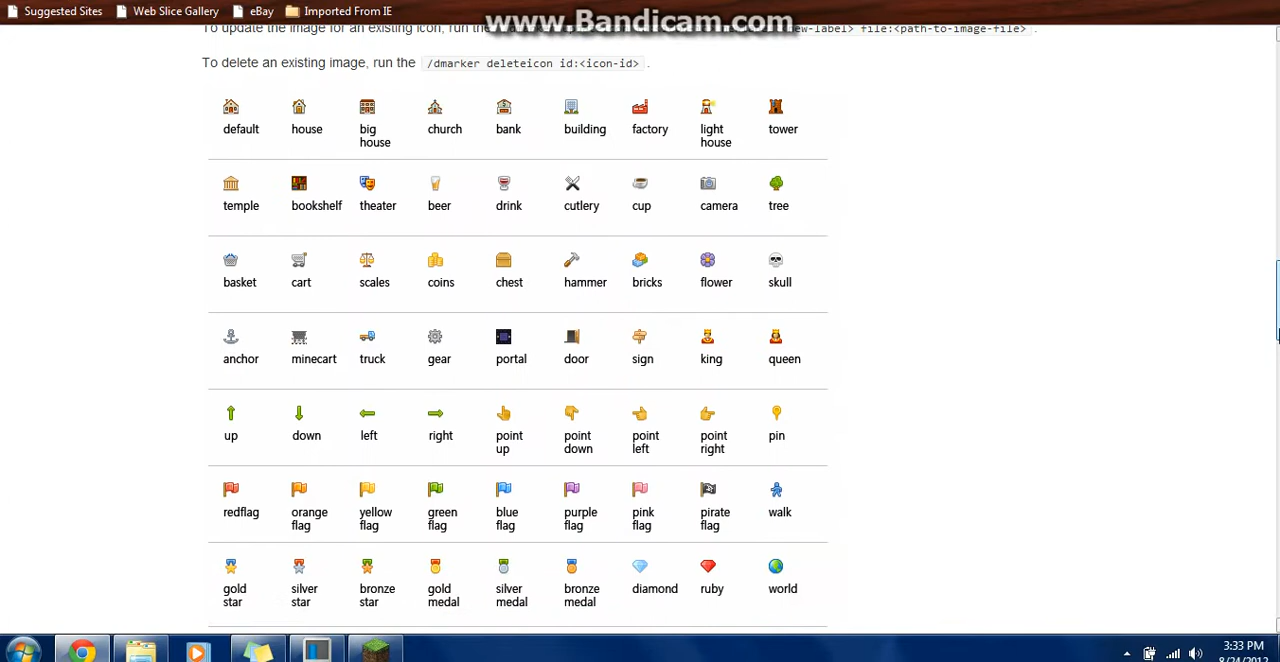 Suggested Sites Web Slice Gallery eBay Imported From IE
www.Bandicam.com
To update the image for an existing icon, run the file:<path-to-image-file> .
To delete an existing image, run the /dmarker deleteicon id:<icon-id> .
default house big house church bank building factory light house tower
temple bookshelf theater beer drink cutlery cup camera tree
basket cart scales coins chest hammer bricks flower skull
anchor minecart truck gear portal door sign king queen
up down left right point up point down point left point right pin
redflag orange flag yellow flag green flag blue flag purple flag pink flag pirate flag walk
gold star silver star bronze star gold medal silver medal bronze medal diamond ruby world
3:33 PM
8/24/2012